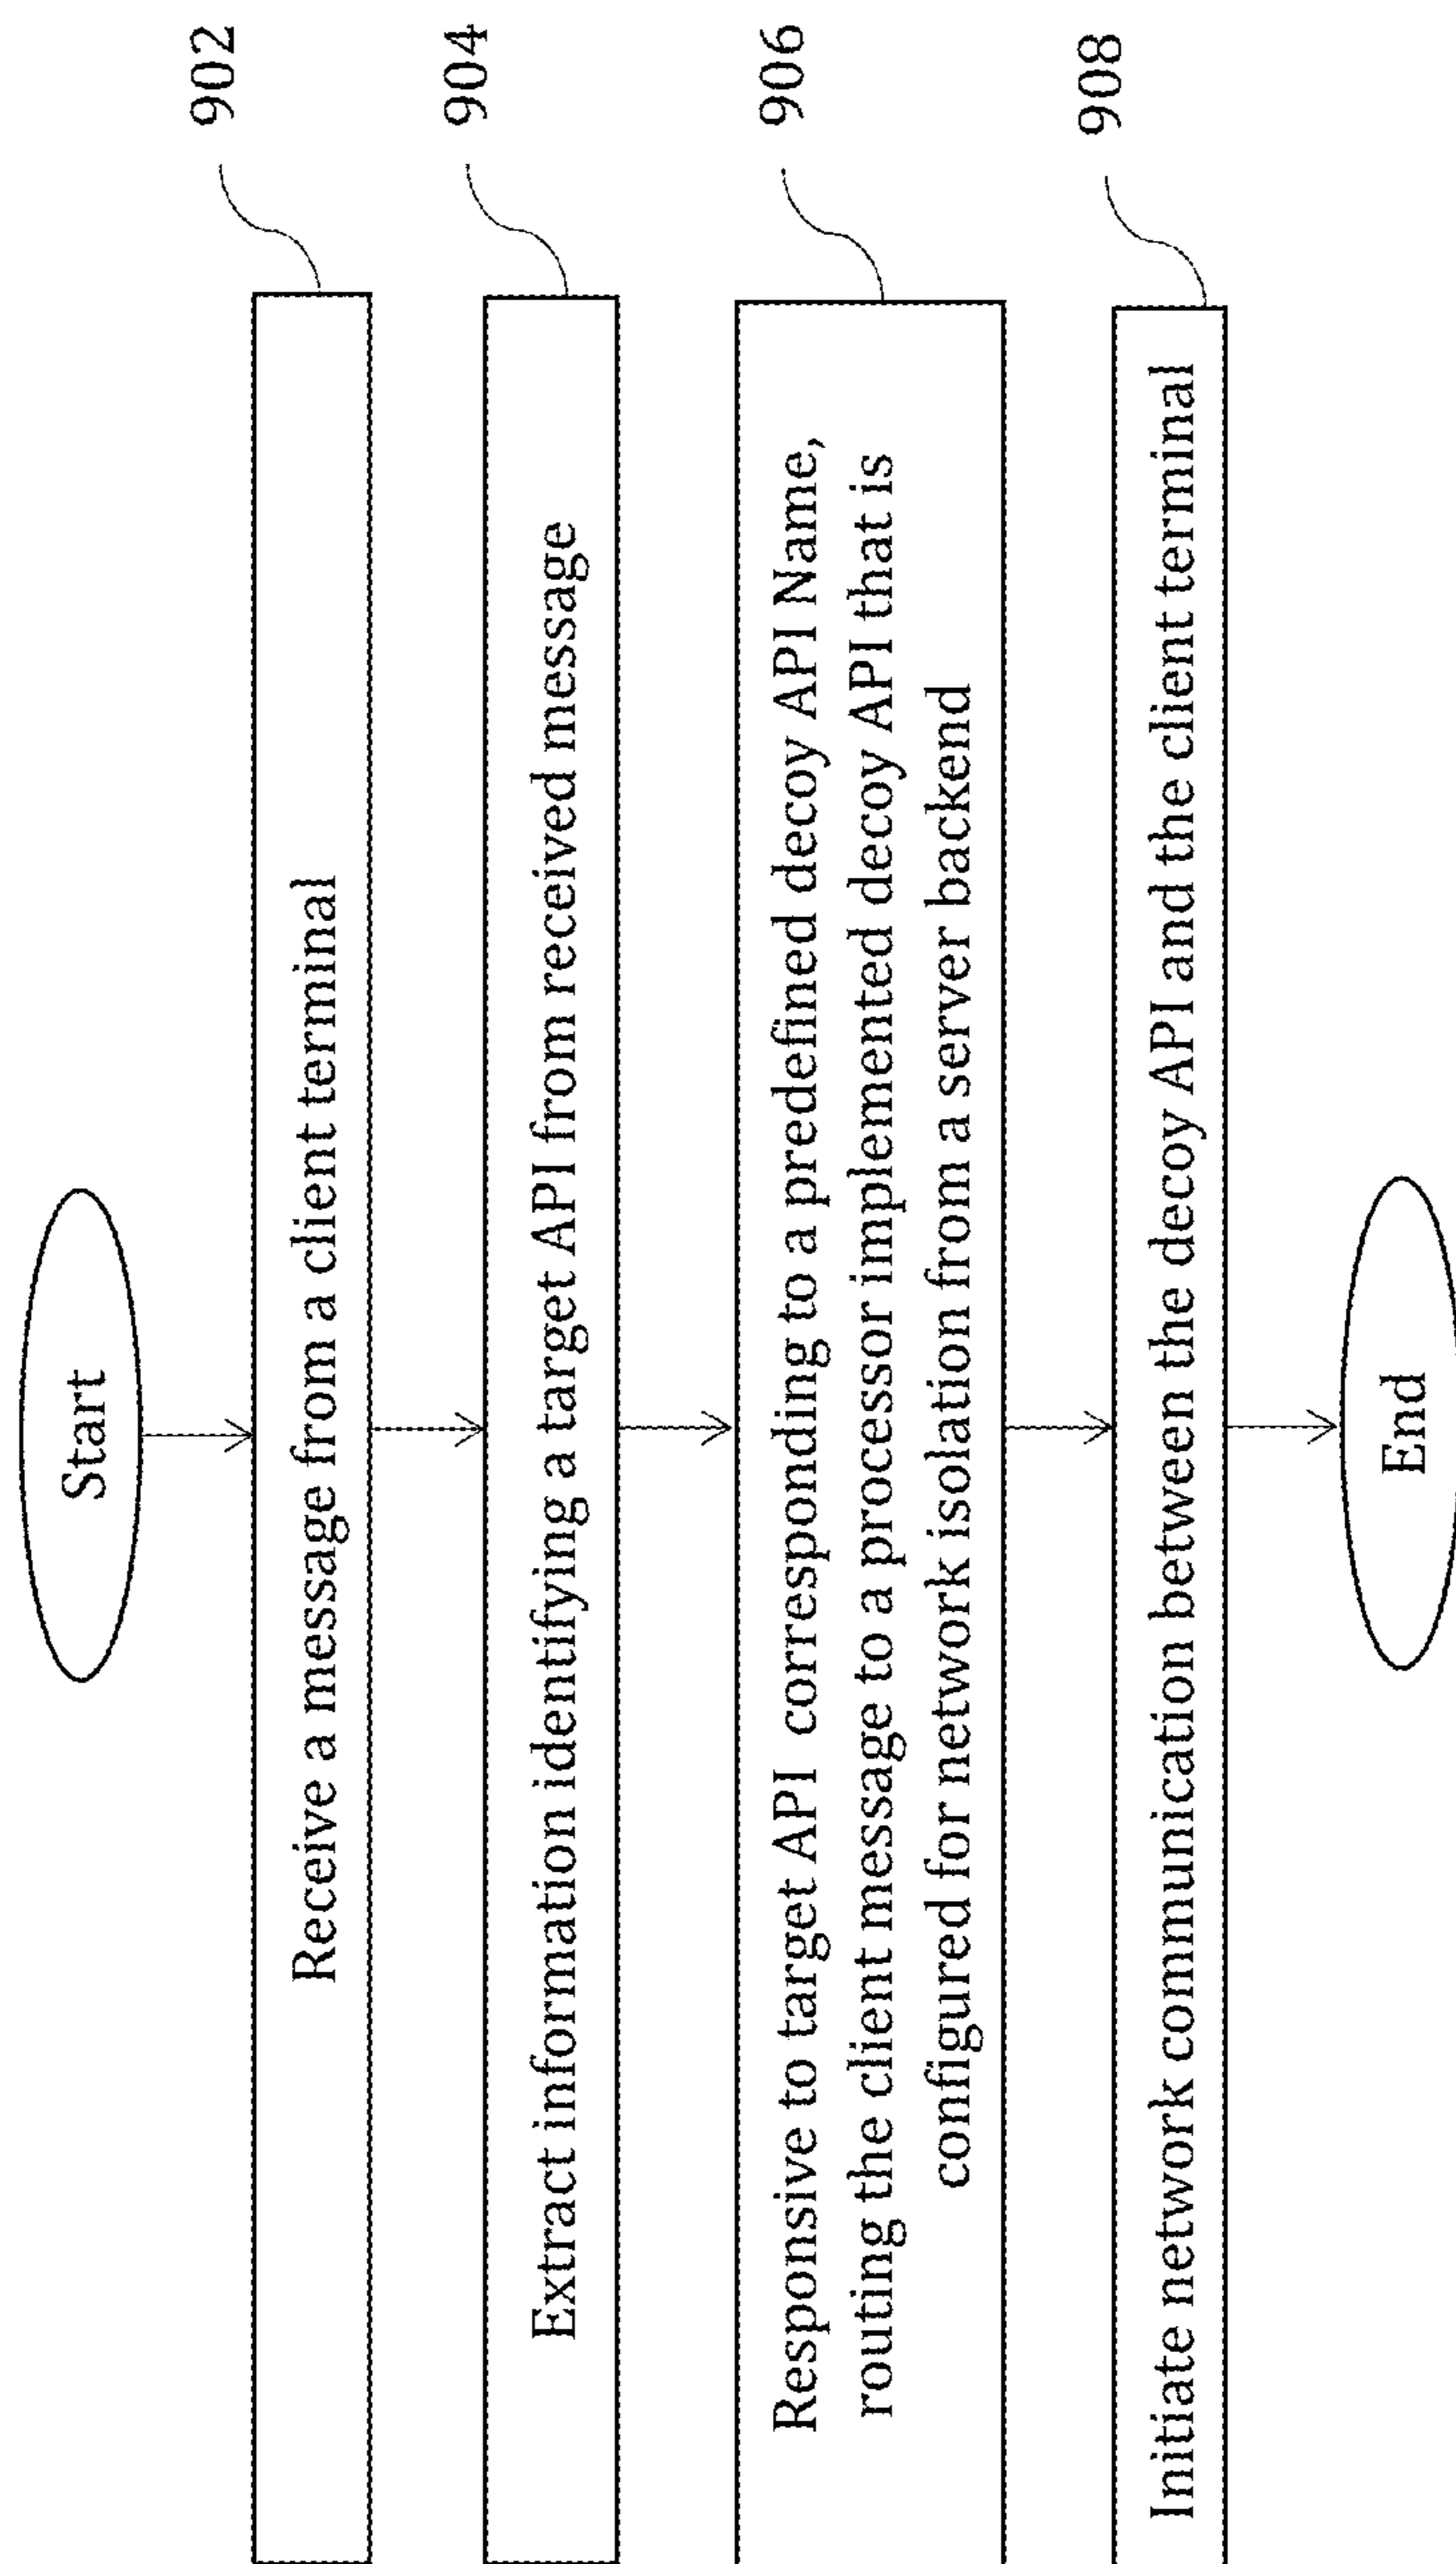 Start
Receive a message from a client terminal
902
Extract information identifying a target API from received message
904
Responsive to target API corresponding to a predefined decoy API Name,
routing the client message to a processor implemented decoy API that is
configured for network isolation from a server backend
906
Initiate network communication between the decoy API and the client terminal
908
End